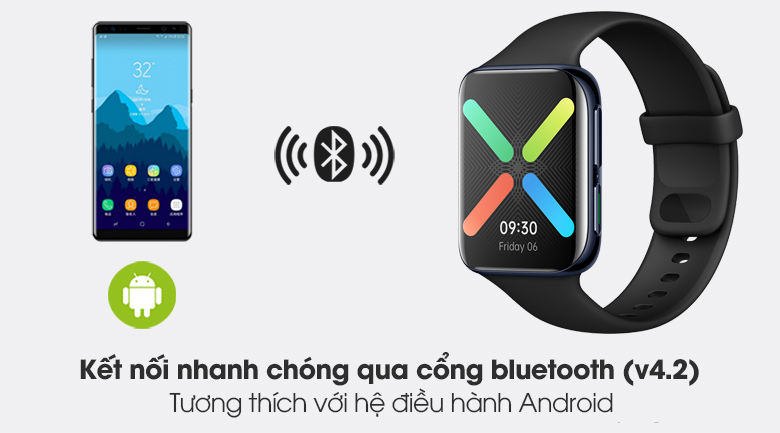 32°
09:30
Friday 06
Kết nối nhanh chóng qua cổng bluetooth (v4.2)
Tương thích với hệ điều hành Android